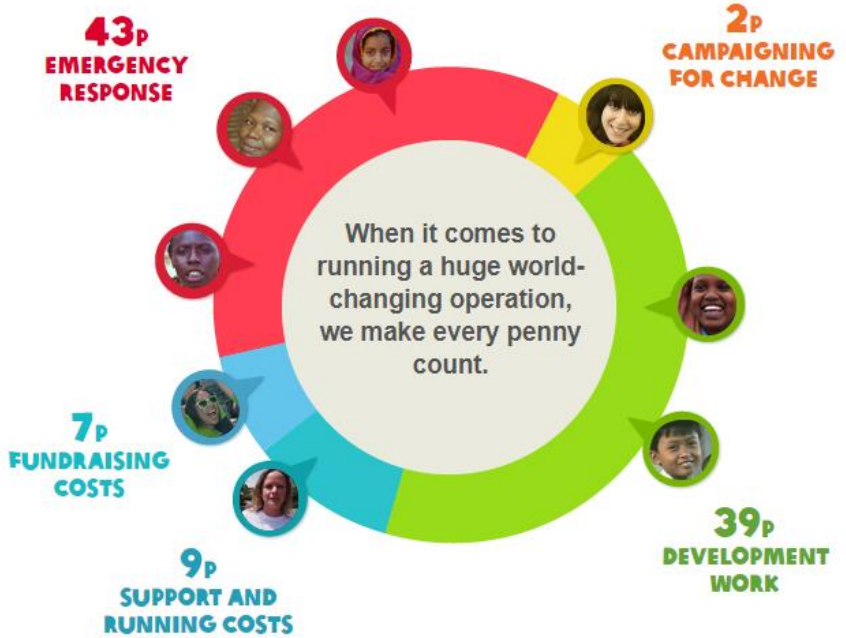 43p
EMERGENCY
RESPONSE
2p
CAMPAIGNING
FOR CHANGE
When it comes to
running a huge world-
changing operation,
we make every penny
count.
7p
FUNDRAISING
COSTS
9p
SUPPORT AND
RUNNING COSTS
39p
DEVELOPMENT
WORK